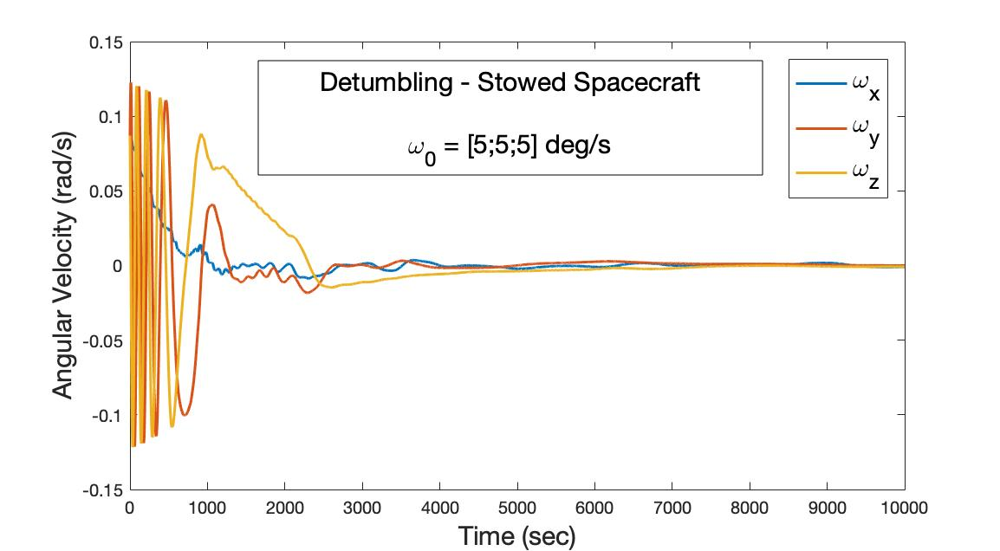 Detumbling - Stowed Spacecraft
ω0 = [5;5;5] deg/s
ωx
ωy
ωz
Angular Velocity (rad/s)
0.15
0.1
0.05
0
-0.05
-0.1
-0.15
0 1000 2000 3000 4000 5000 6000 7000 8000 9000 10000
Time (sec)